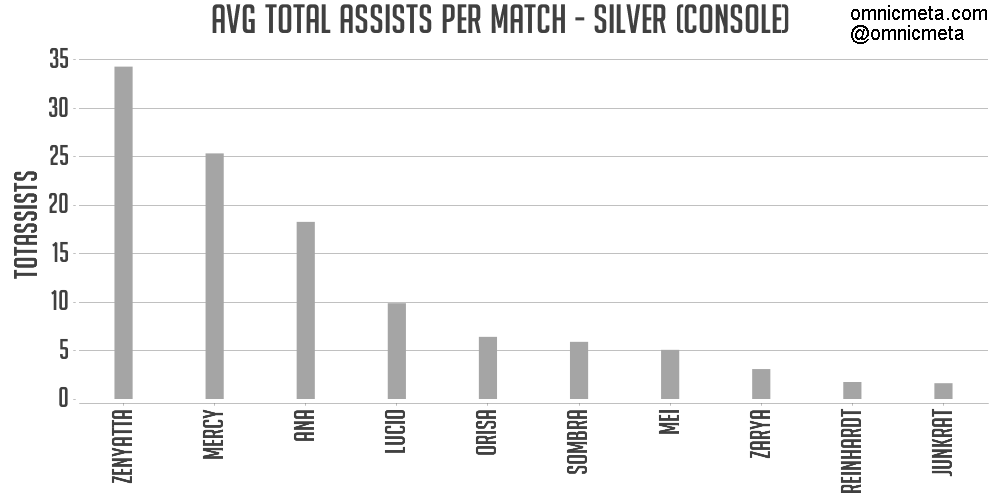 AVG TOTAL ASSISTS PER MATCH - SILVER (CONSOLE)
omnicmeta.com
@omnicmeta
TOTASSISTS
35
30
25
20
15
10
5
0
ZENYATTA
MERCY
ANA
LUCIO
ORISA
SOMBRA
MEI
ZARYA
REINHARDT
JUNKRAT